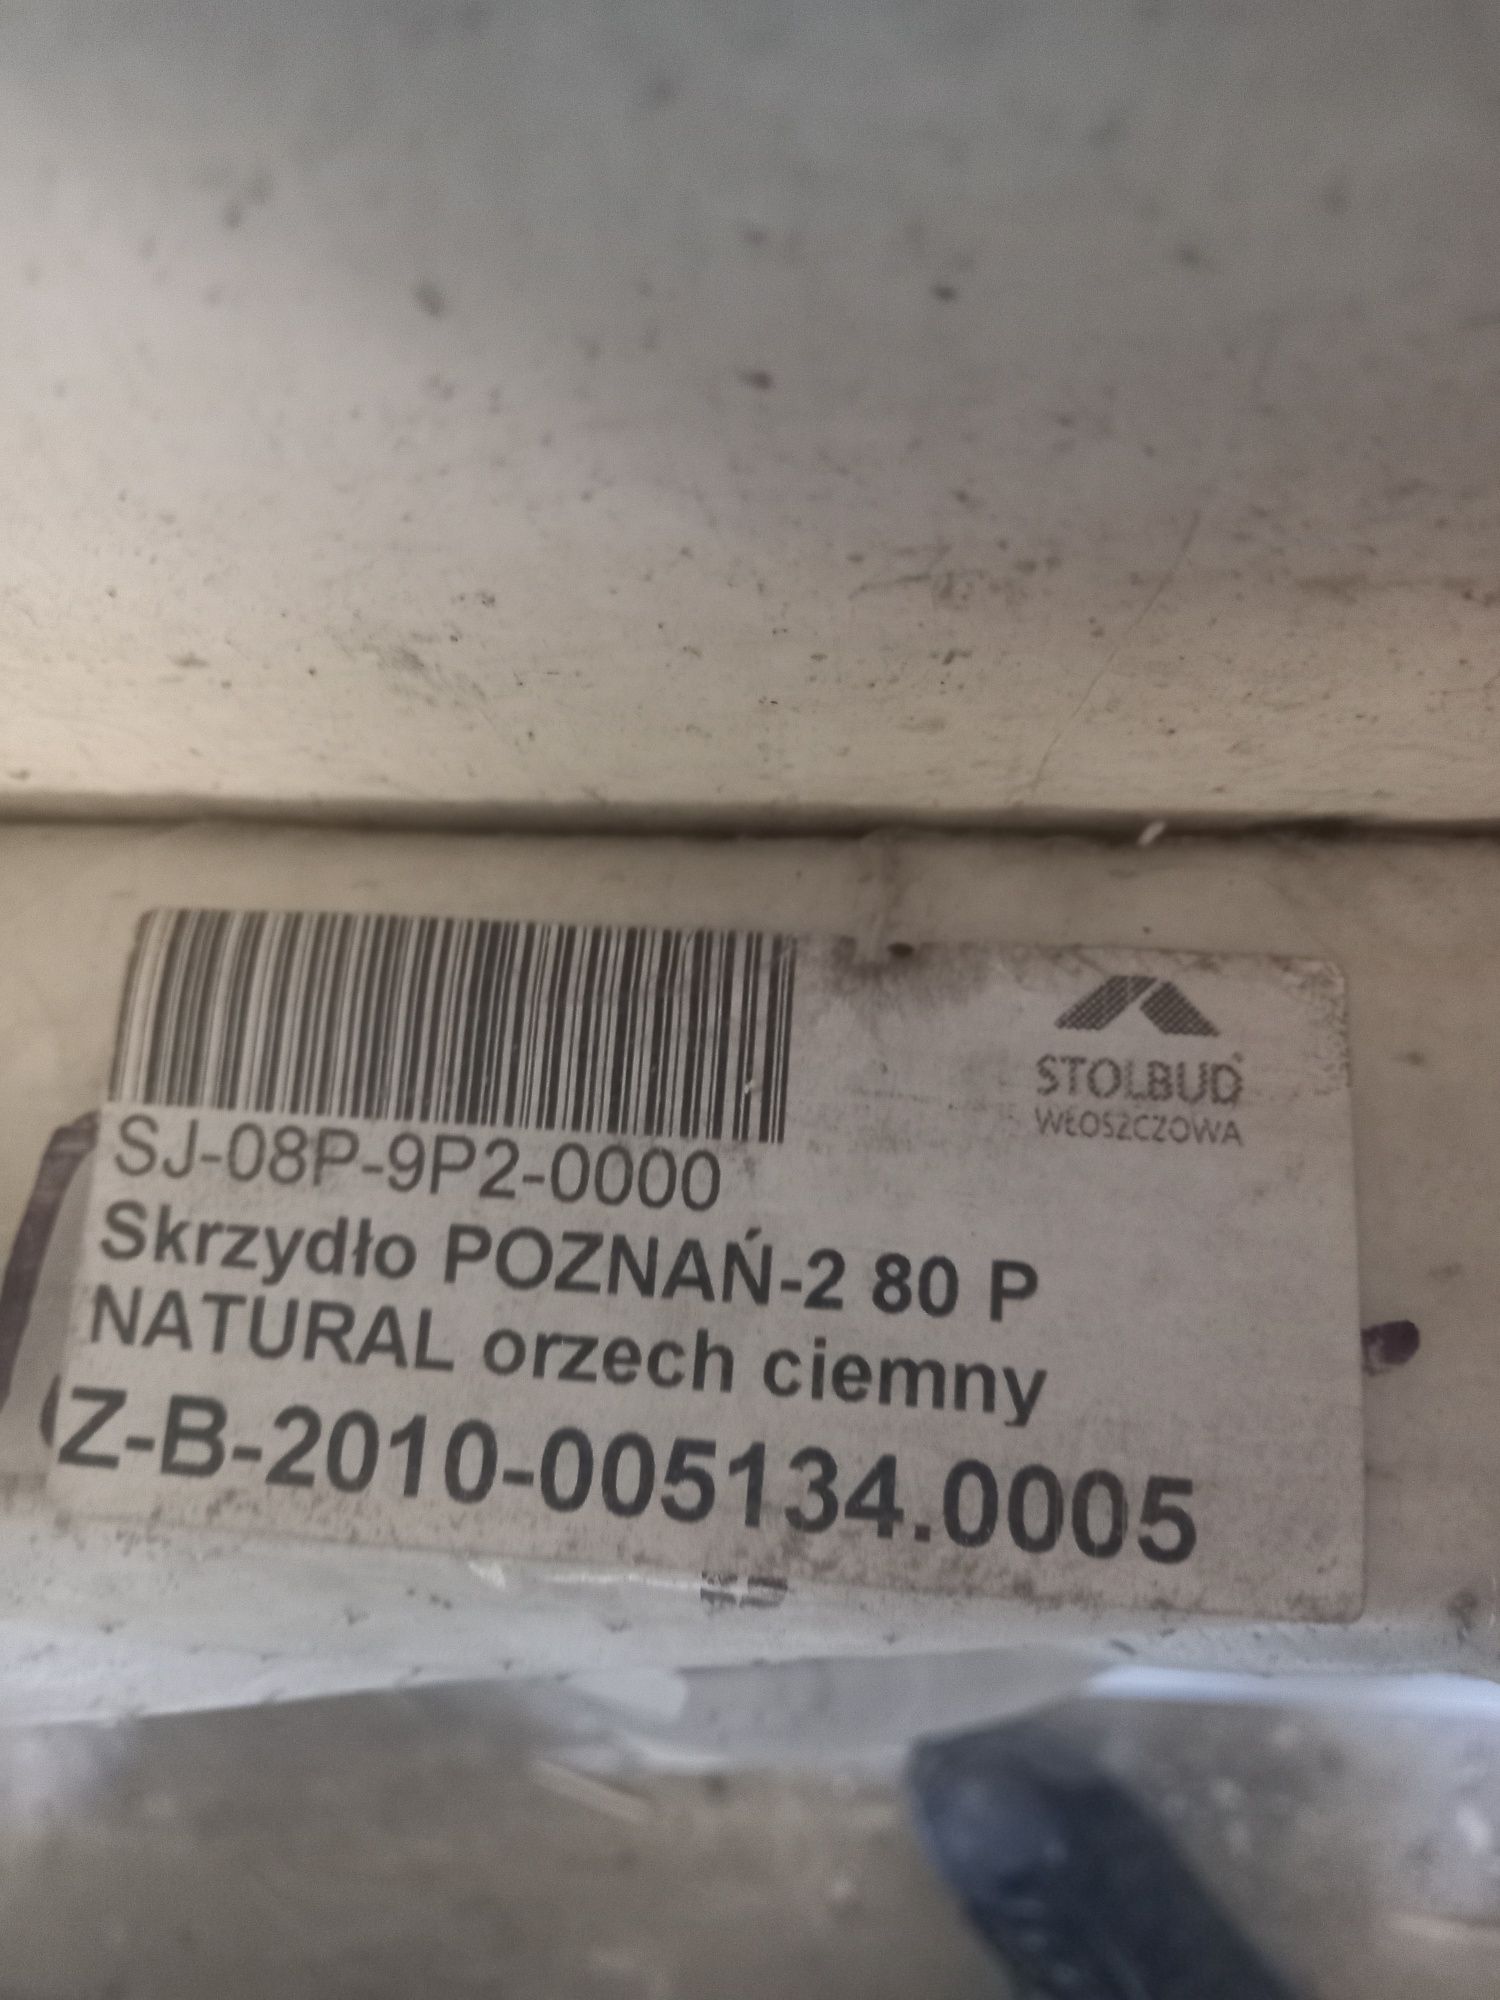 STOLBUD
WŁOSZCZOWA
SJ-08P-9P2-0000
Skrzydło POZNAŃ-2 80 P
NATURAL orzech ciemny
Z-B-2010-005134.0005